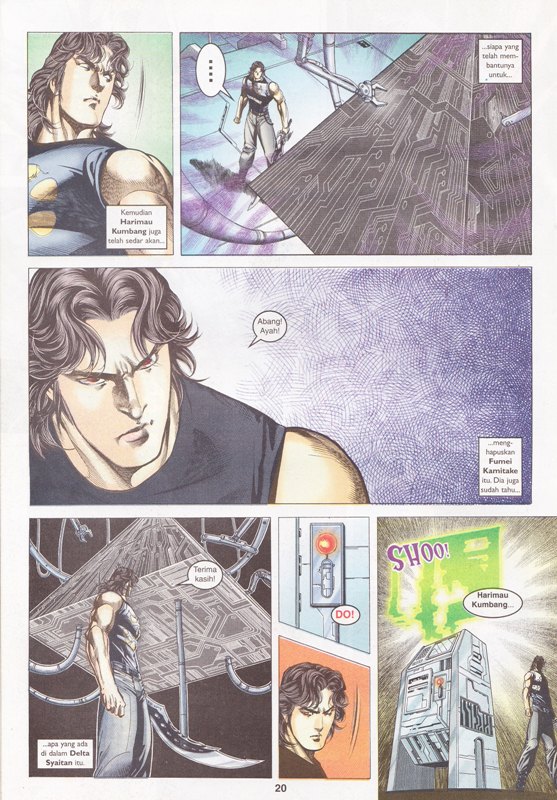 Kemudian
Harimau
Kumbang juga
telah sedar akan...
....
...siapa yang
telah mem-
bantunya
untuk...
Abang!
Ayah!
...meng-
hapuskan
Fumei
Kamitake
itu. Dia juga
sudah tahu...
Terima
kasih!
...apa yang ada
di dalam Delta
Syaitan itu.
DO!
SHOO!
Harimau
Kumbang...
20